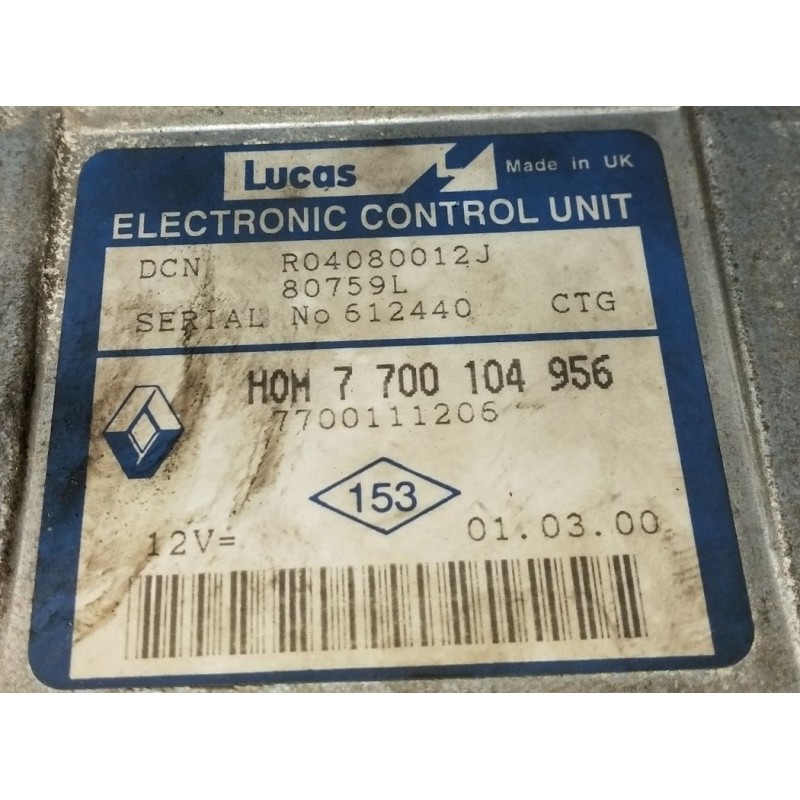 Lucas
Made in UK
ELECTRONIC CONTROL UNIT
DCN R04080012J
80759L
SERIAL No 612440 CTG
HOM 7 700 104 956
7700111206
153
12V= 01.03.00